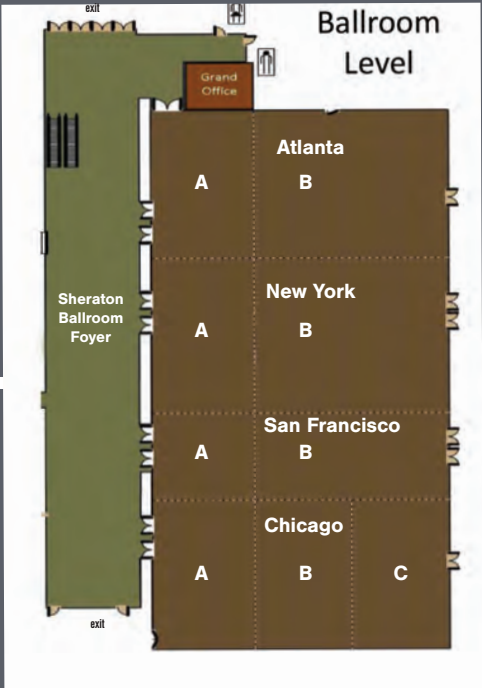 exit
Ballroom
Level
Grand
Office
Atlanta
A B
New York
A B
Sheraton
Ballroom
Foyer
San Francisco
A B
Chicago
A B C
exit